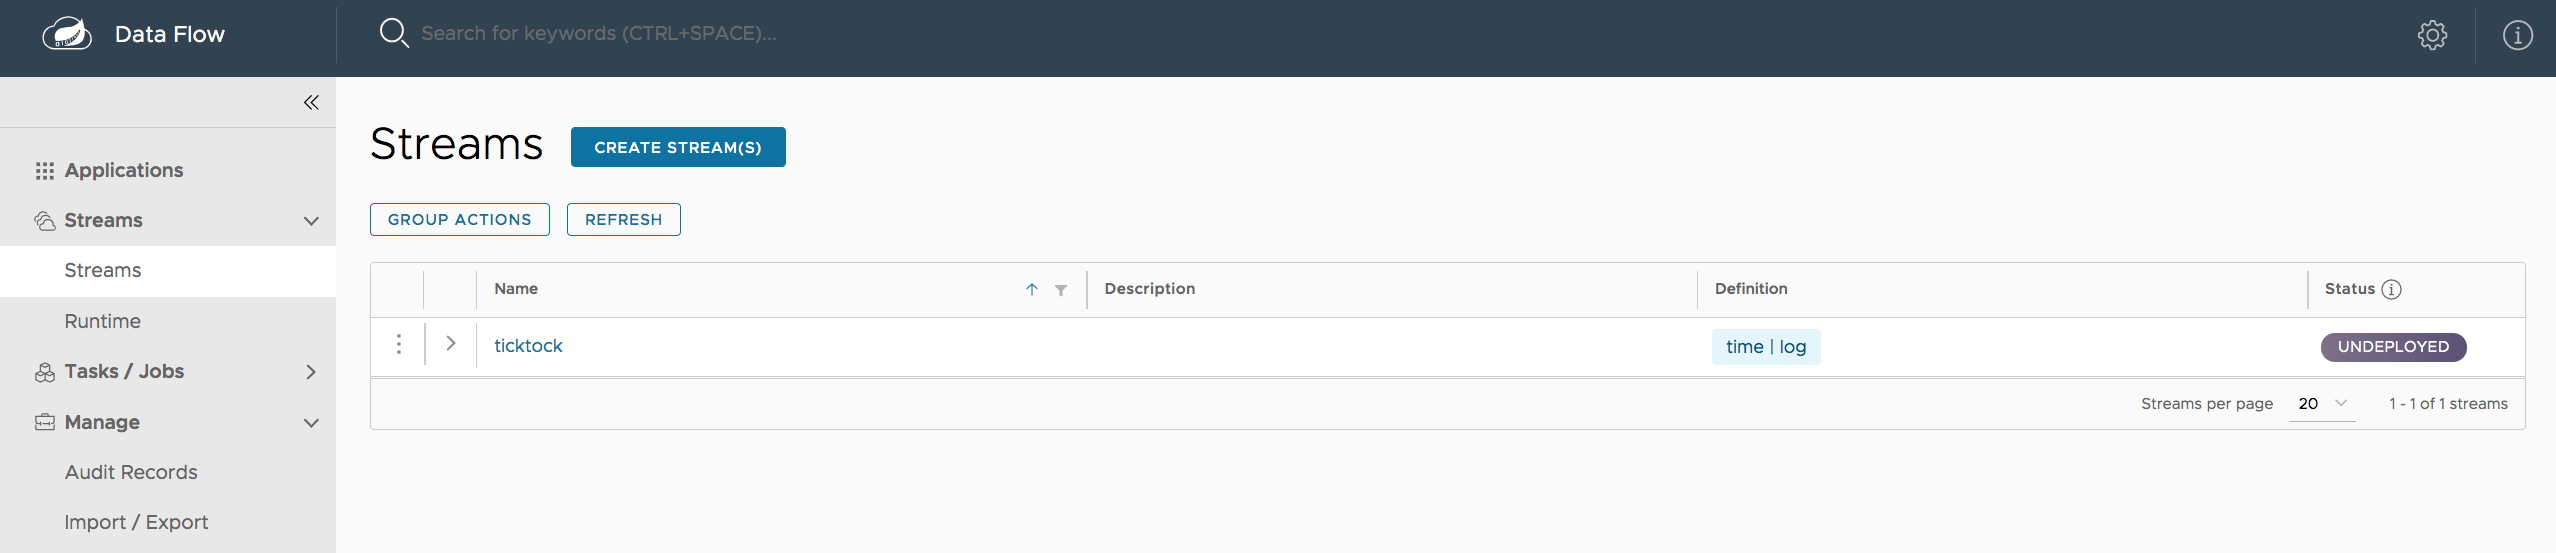 Data Flow
Search for keywords (CTRL+SPACE)...
Applications
Streams
Streams
Runtime
Tasks / Jobs
Manage
Audit Records
Import / Export
Streams
CREATE STREAM(S)
GROUP ACTIONS
REFRESH
Name
Description
Definition
Status
ticktock
time | log
UNDEPLOYED
Streams per page
20
1 - 1 of 1 streams